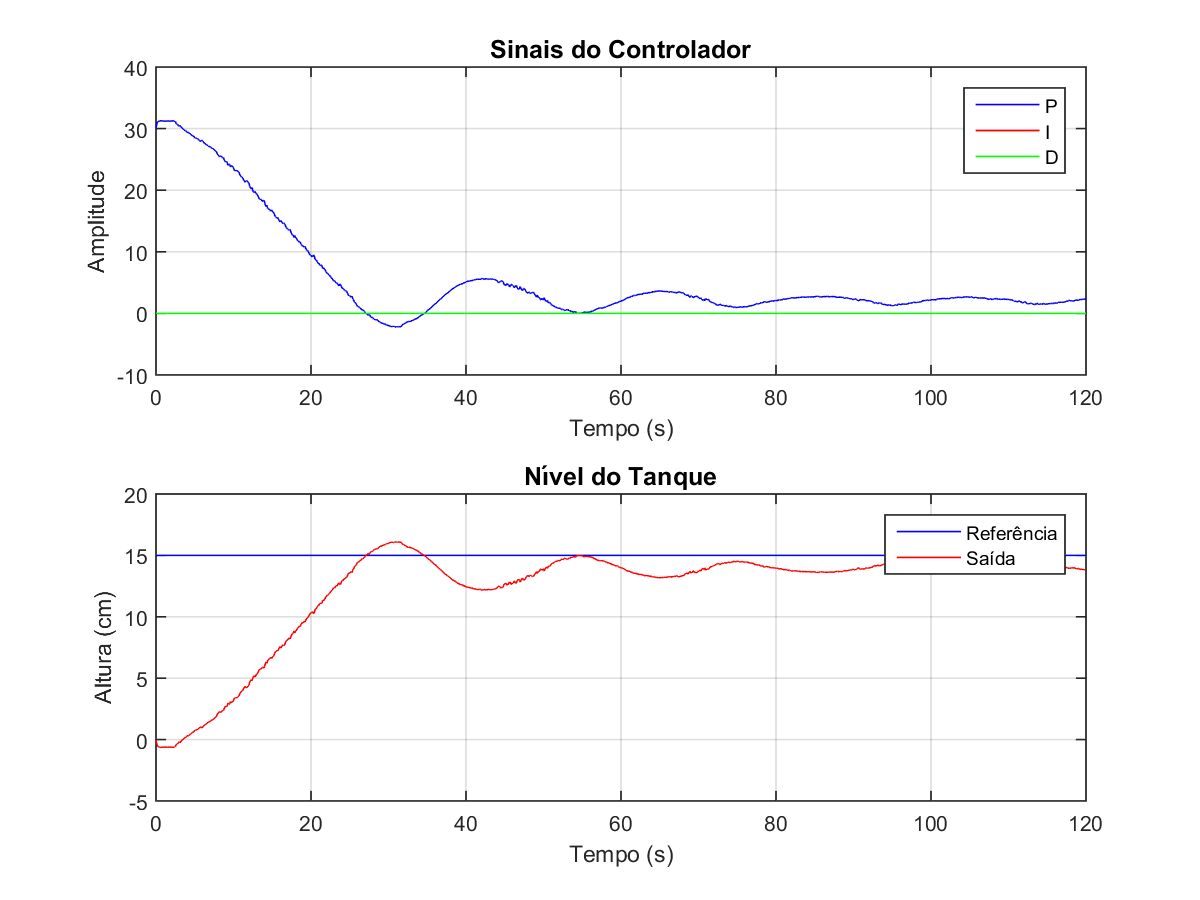 Sinais do Controlador
40
30
20
10
0
-10
Amplitude
P
I
D
0 20 40 60 80 100 120
Tempo (s)
Nível do Tanque
20
15
10
5
0
-5
Altura (cm)
Referência
Saída
0 20 40 60 80 100 120
Tempo (s)